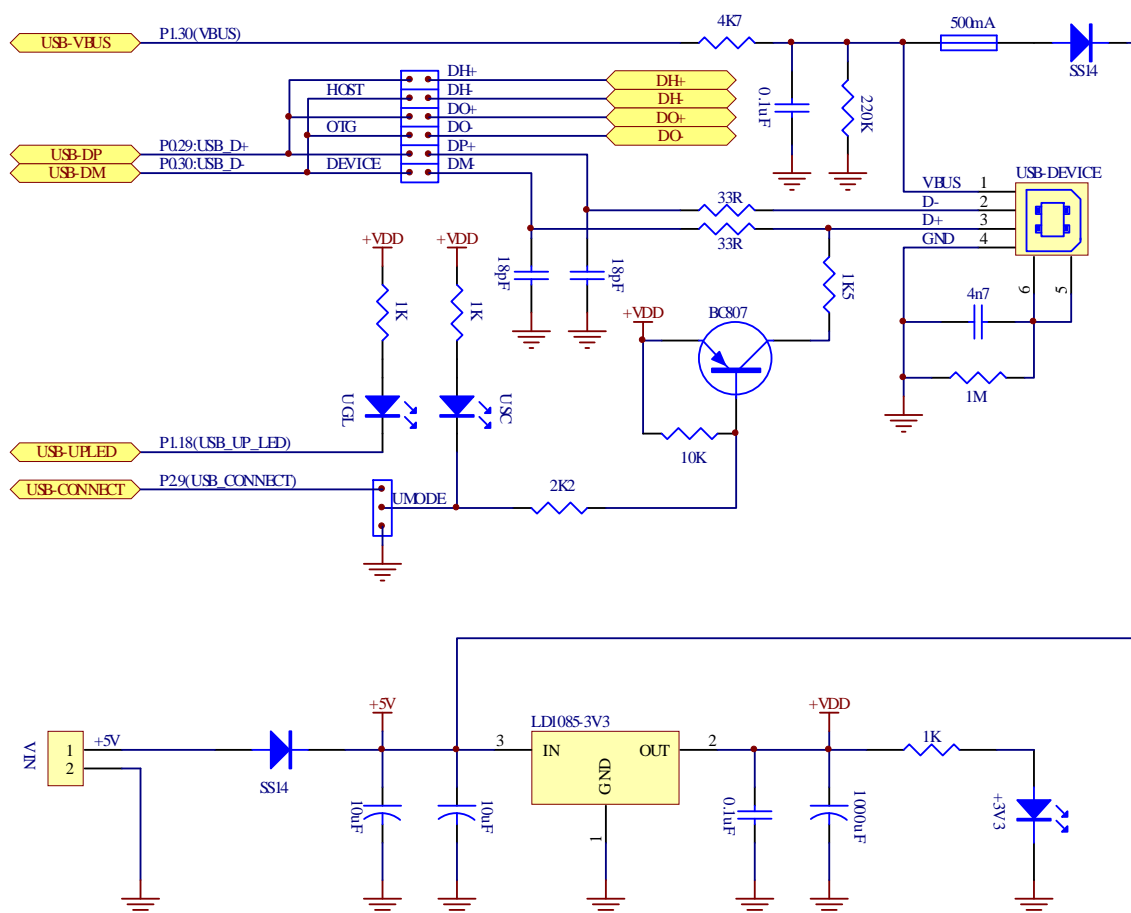 USB-VBUS P1.30(VBUS) 4K7 500mA SS14
0.1uF 220K
DH+ DH+
HOST DH- DH-
DO+ DO+
OTG DO- DO-
USB-DP P0.29:USB_D+ DP+
USB-DM P0.30:USB_D- DEVICE DM-
USB-DEVICE
VBUS 1
33R D- 2
33R D+ 3
GND 4
6 5
+VDD +VDD
18pF 18pF
1K 1K
1K5
4n7
+VDD BC807
1M
UGL USC
10K
USB-UPLED P1.18(USB_UP_LED)
USB-CONNECT P2.9(USB_CONNECT)
UMODE 2K2
+5V +VDD
LD1085-3V3
VIN 1 +5V 3 IN OUT 2 1K
2
GND
SS14
10uF 10uF 1 0.1uF 1000uF +3V3